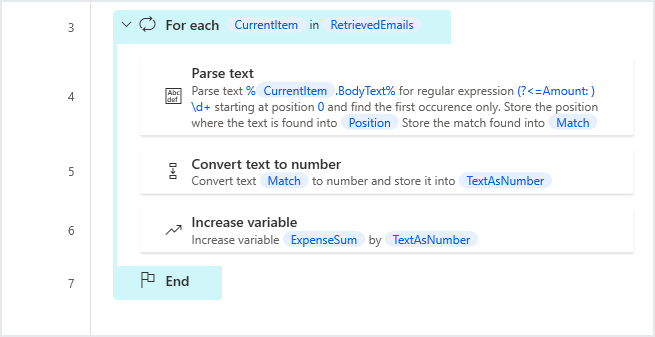 3 For each CurrentItem in RetrievedEmails
Parse text
Abc
def
4 Parse text %CurrentItem.BodyText% for regular expression (?<=Amount: )
\d+ starting at position 0 and find the first occurence only. Store the position
where the text is found into Position Store the match found into Match
Convert text to number
5 Convert text Match to number and store it into TextAsNumber
Increase variable
6 Increase variable ExpenseSum by TextAsNumber
7 End